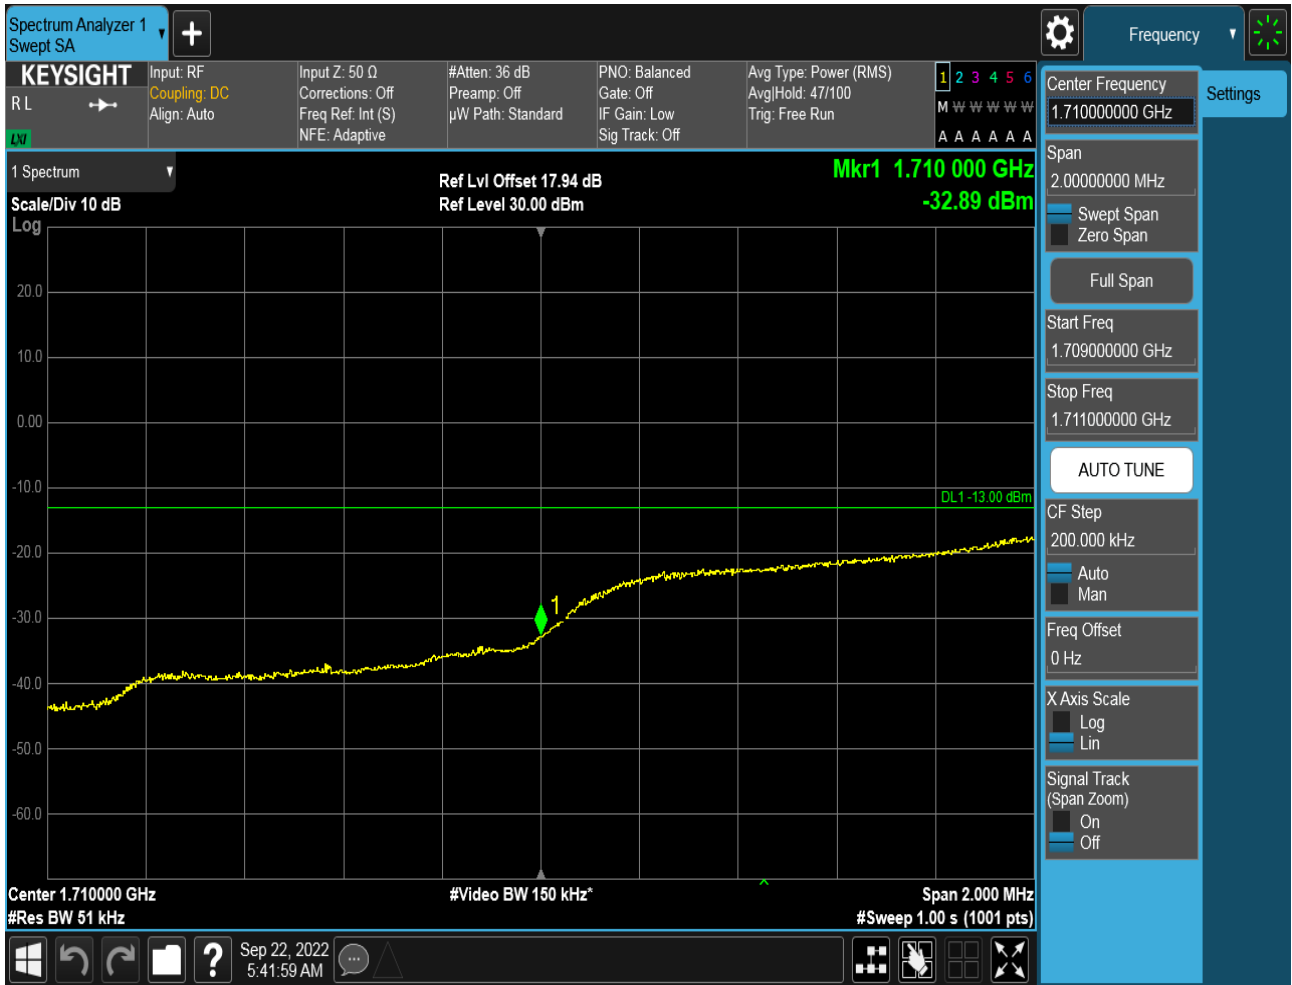 Spectrum Analyzer 1
Swept SA
Frequency
KEYSIGHT
R L
LXI
Input: RF
Coupling: DC
Align: Auto
Input Z: 50 Ω
Corrections: Off
Freq Ref: Int (S)
NFE: Adaptive
#Atten: 36 dB
Preamp: Off
µW Path: Standard
PNO: Balanced
Gate: Off
IF Gain: Low
Sig Track: Off
Avg Type: Power (RMS)
Avg|Hold: 47/100
Trig: Free Run
1 2 3 4 5 6
M W W W W W
A A A A A A
1 Spectrum
Scale/Div 10 dB
Log
Ref Lvl Offset 17.94 dB
Ref Level 30.00 dBm
Mkr1 1.710 000 GHz
-32.89 dBm
20.0
10.0
0.00
-10.0
DL1 -13.00 dBm
-20.0
1
-30.0
-40.0
-50.0
-60.0
Center 1.710000 GHz
#Video BW 150 kHz*
Span 2.000 MHz
#Res BW 51 kHz
#Sweep 1.00 s (1001 pts)
Center Frequency
1.710000000 GHz
Settings
Span
2.00000000 MHz
Swept Span
Zero Span
Full Span
Start Freq
1.709000000 GHz
Stop Freq
1.711000000 GHz
AUTO TUNE
CF Step
200.000 kHz
Auto
Man
Freq Offset
0 Hz
X Axis Scale
Log
Lin
Signal Track
(Span Zoom)
On
Off
?
Sep 22, 2022
5:41:59 AM